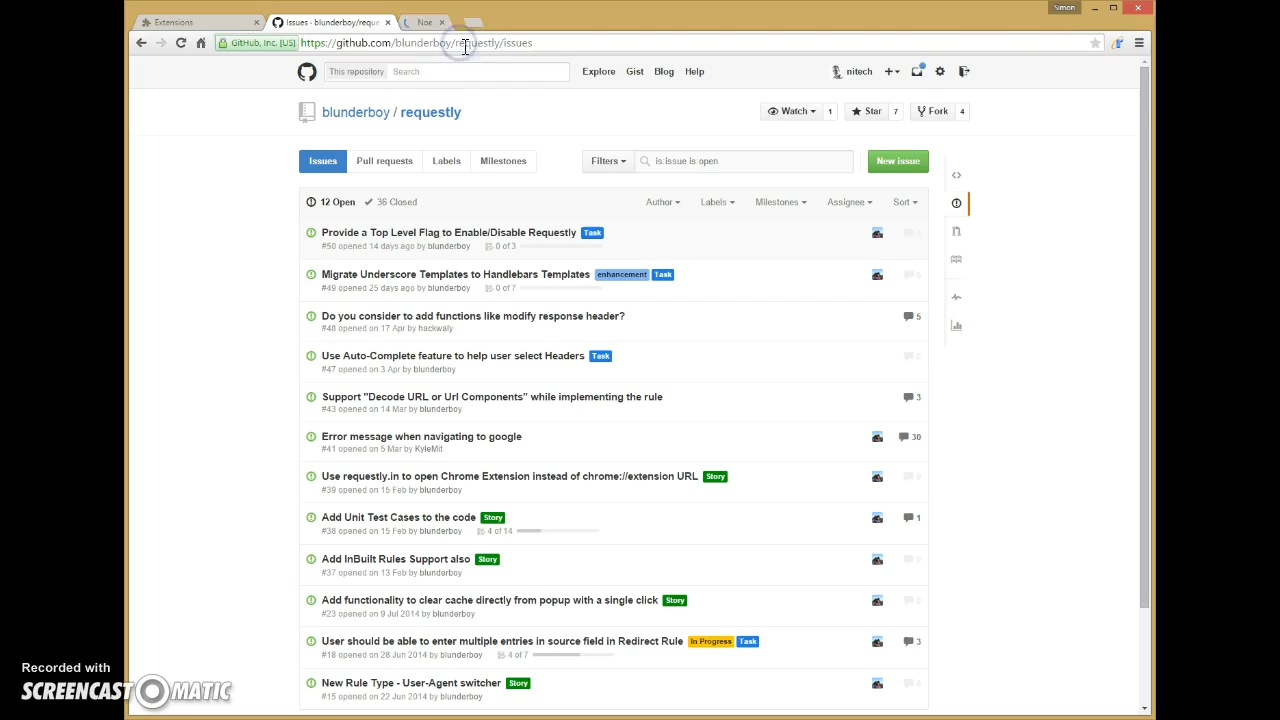 Simon
Extensions
Issues - blunderboy/reque
Noe
GitHub, Inc. [US]
https://github.com/blunderboy/requestly/issues
This repository
Search
Explore
Gist
Blog
Help
nitech
blunderboy / requestly
Watch
1
Star
7
Fork
4
Issues
Pull requests
Labels
Milestones
Filters
is:issue is:open
New issue
12 Open
36 Closed
Author
Labels
Milestones
Assignee
Sort
Provide a Top Level Flag to Enable/Disable Requestly Task
0
#50 opened 14 days ago by blunderboy 0 of 3
Migrate Underscore Templates to Handlebars Templates enhancement Task
0
#49 opened 25 days ago by blunderboy 0 of 7
Do you consider to add functions like modify response header?
5
#48 opened on 17 Apr by hackwaly
Use Auto-Complete feature to help user select Headers Task
0
#47 opened on 3 Apr by blunderboy
Support "Decode URL or Url Components" while implementing the rule
3
#43 opened on 14 Mar by blunderboy
Error message when navigating to google
30
#41 opened on 5 Mar by KyleMit
Use requestly.in to open Chrome Extension instead of chrome://extension URL Story
0
#39 opened on 15 Feb by blunderboy
Add Unit Test Cases to the code Story
1
#38 opened on 15 Feb by blunderboy 4 of 14
Add InBuilt Rules Support also Story
0
#37 opened on 13 Feb by blunderboy
Add functionality to clear cache directly from popup with a single click Story
0
#23 opened on 9 Jul 2014 by blunderboy
User should be able to enter multiple entries in source field in Redirect Rule In Progress Task
3
#18 opened on 28 Jun 2014 by blunderboy 4 of 7
New Rule Type - User-Agent switcher Story
0
#15 opened on 22 Jun 2014 by blunderboy
Recorded with
SCREENCAST MATIC